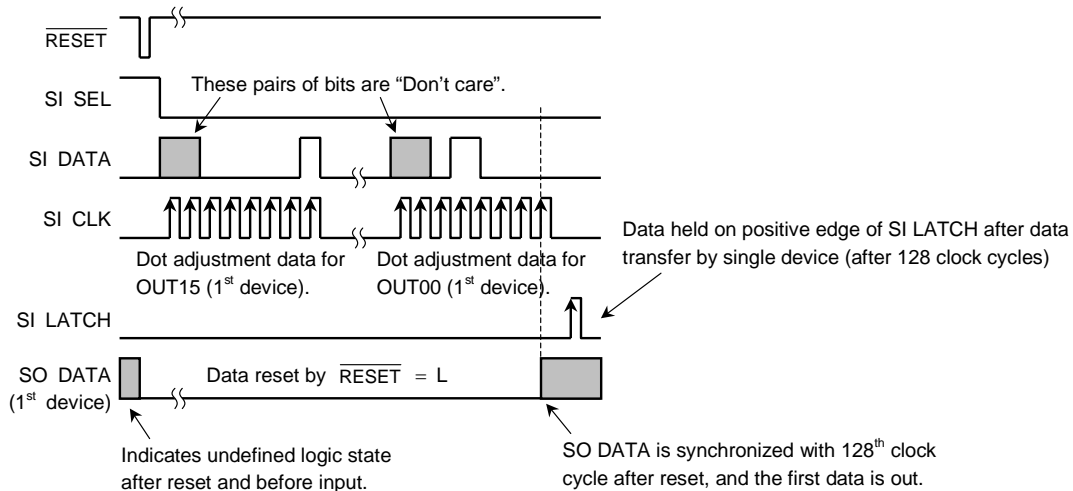 RESET
SI SEL
These pairs of bits are “Don’t care”.
SI DATA
SI CLK
Dot adjustment data for
OUT15 (1st device).
Dot adjustment data for
OUT00 (1st device).
Data held on positive edge of SI LATCH after data
transfer by single device (after 128 clock cycles)
SI LATCH
SO DATA
(1st device)
Data reset by RESET = L
Indicates undefined logic state
after reset and before input.
SO DATA is synchronized with 128th clock
cycle after reset, and the first data is out.